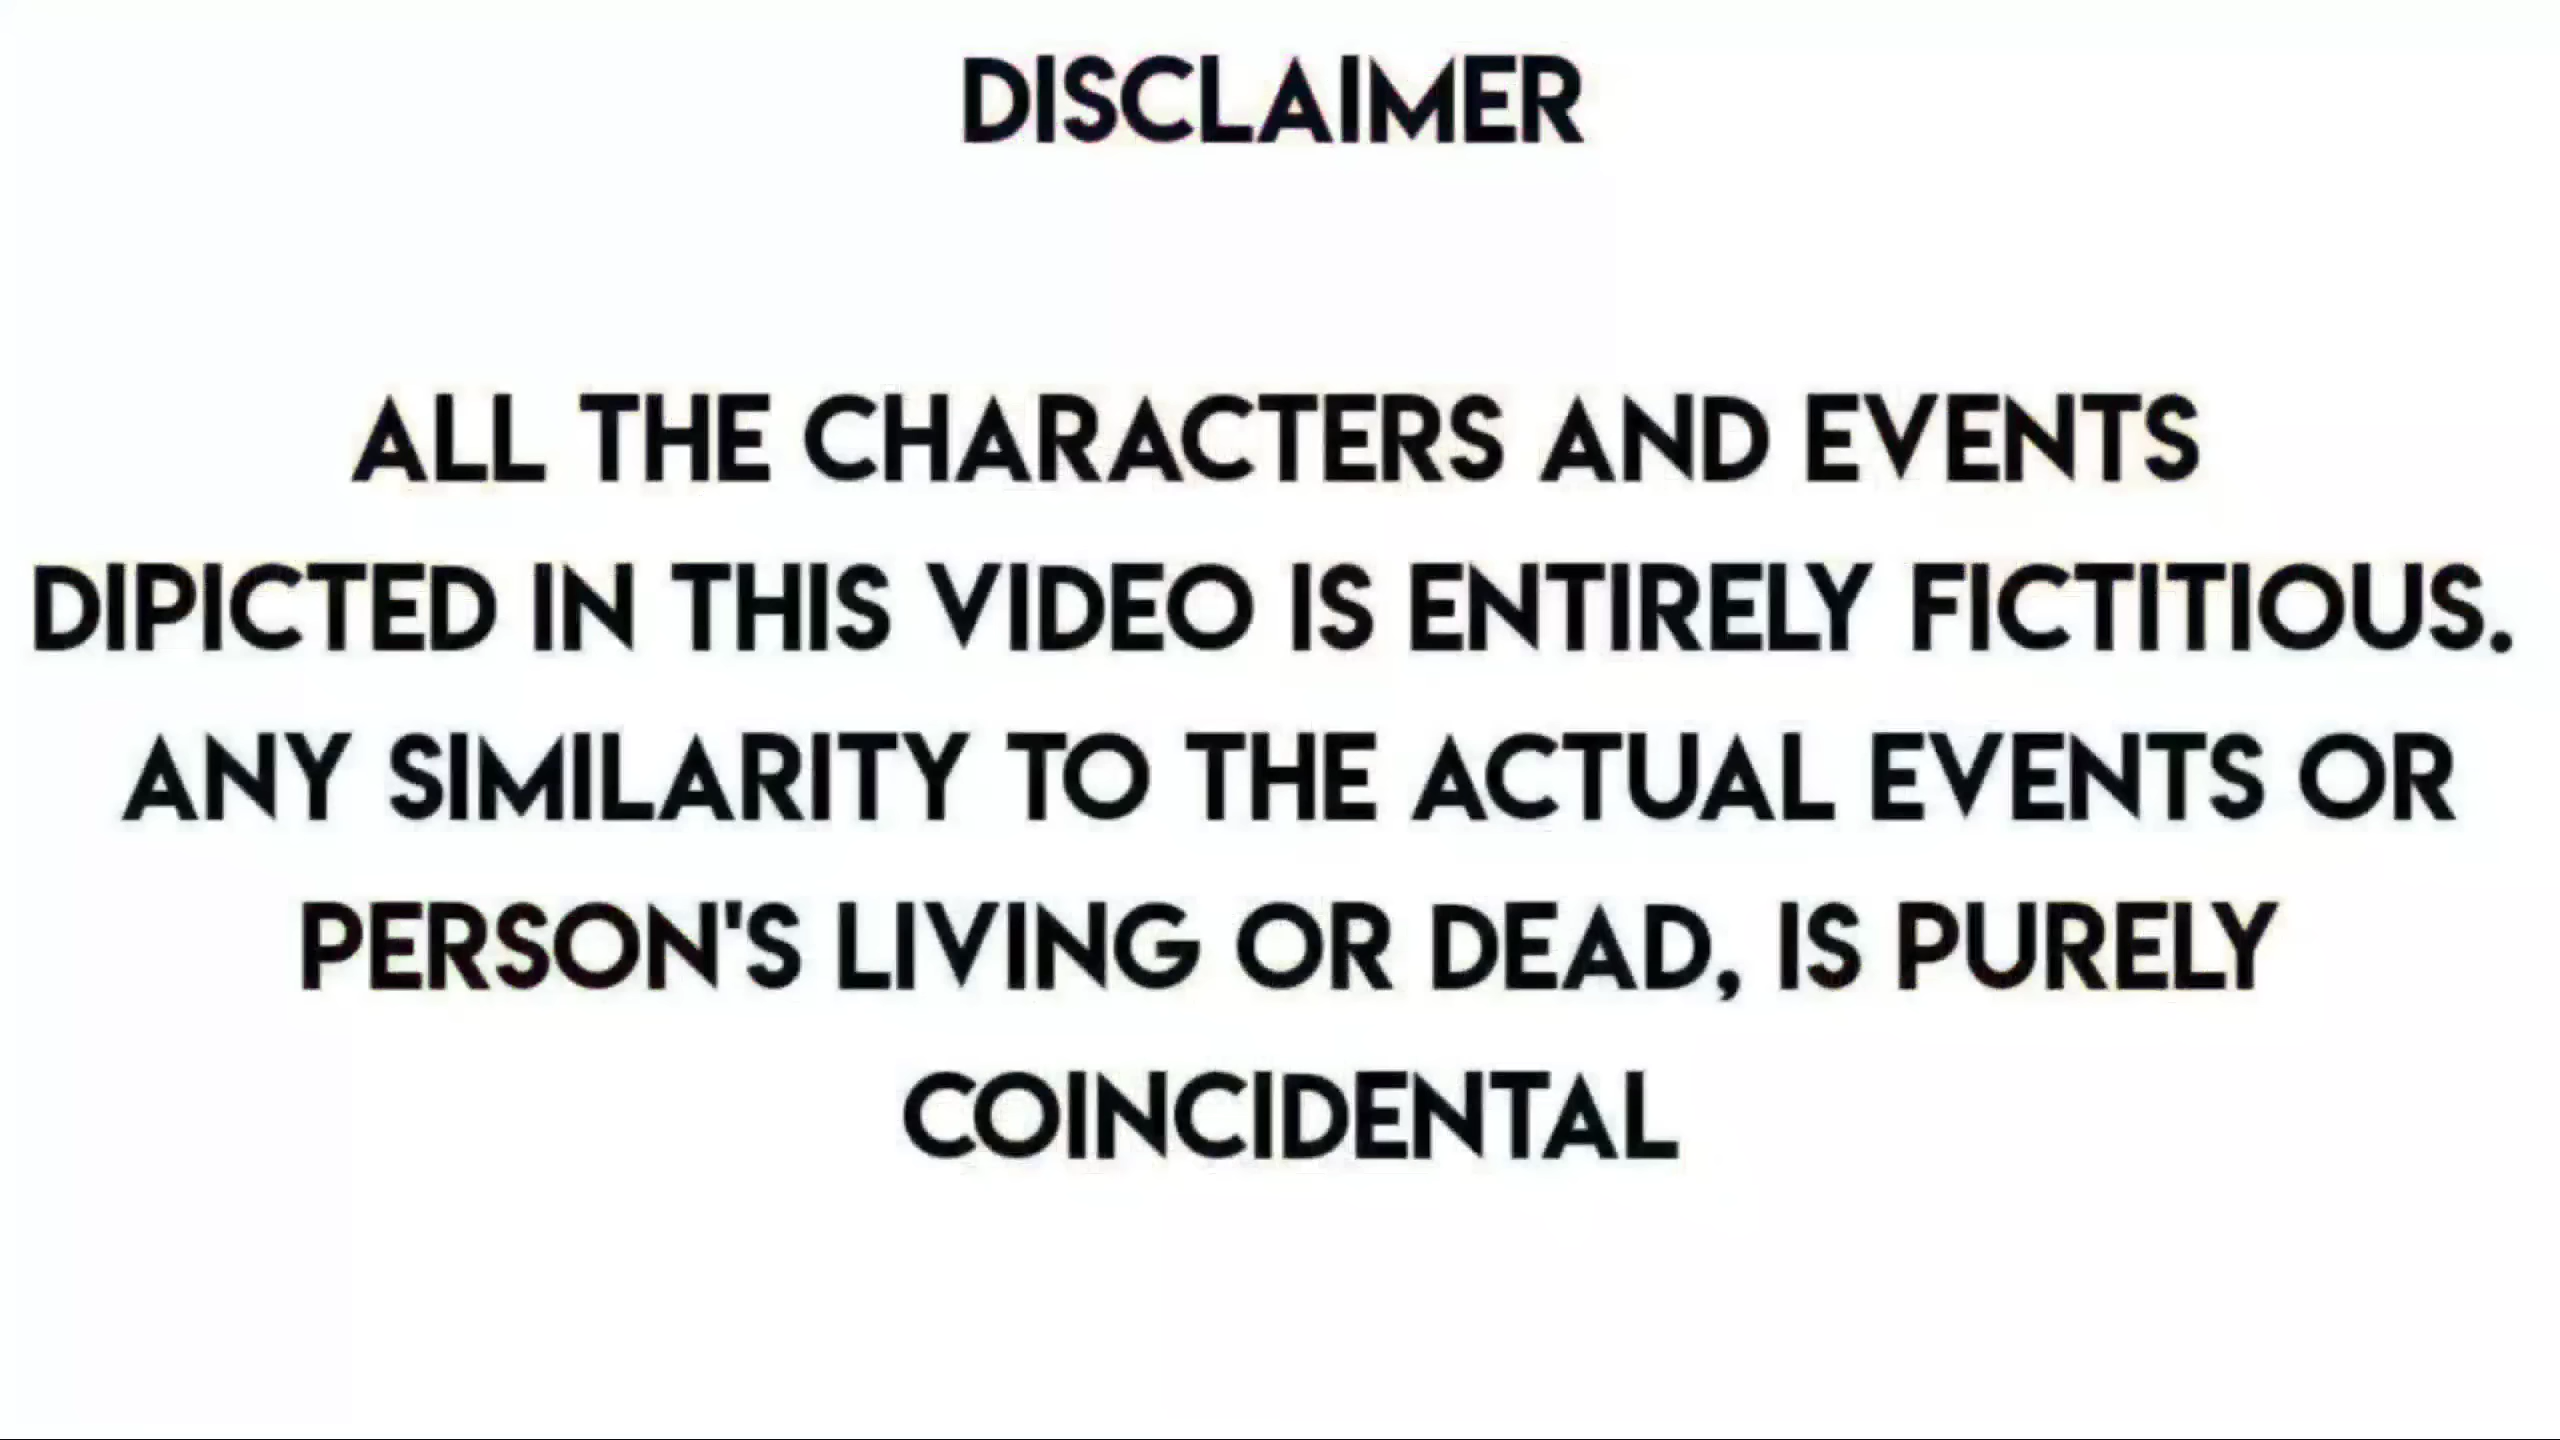 DISCLAIMER
ALL THE CHARACTERS AND EVENTS
DIPICTED IN THIS VIDEO IS ENTIRELY FICTITIOUS.
ANY SIMILARITY TO THE ACTUAL EVENTS OR
PERSON'S LIVING OR DEAD, IS PURELY
COINCIDENTAL